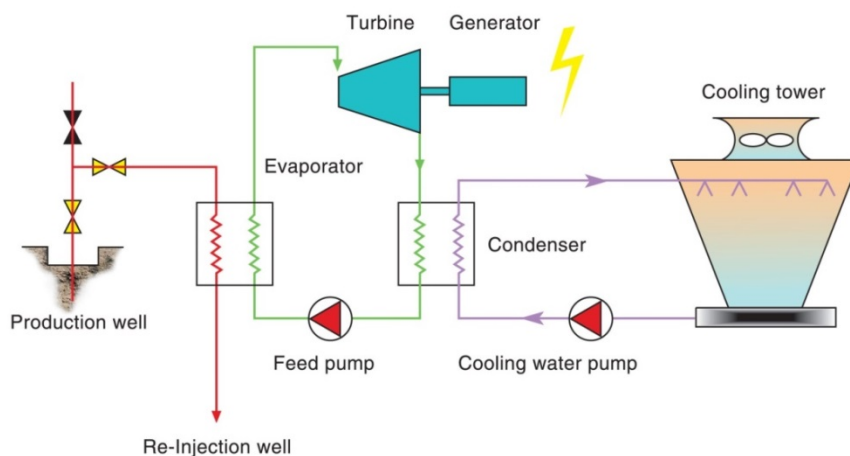 Turbine
Generator
Cooling tower
Evaporator
Condenser
Production well
Feed pump
Cooling water pump
Re-Injection well